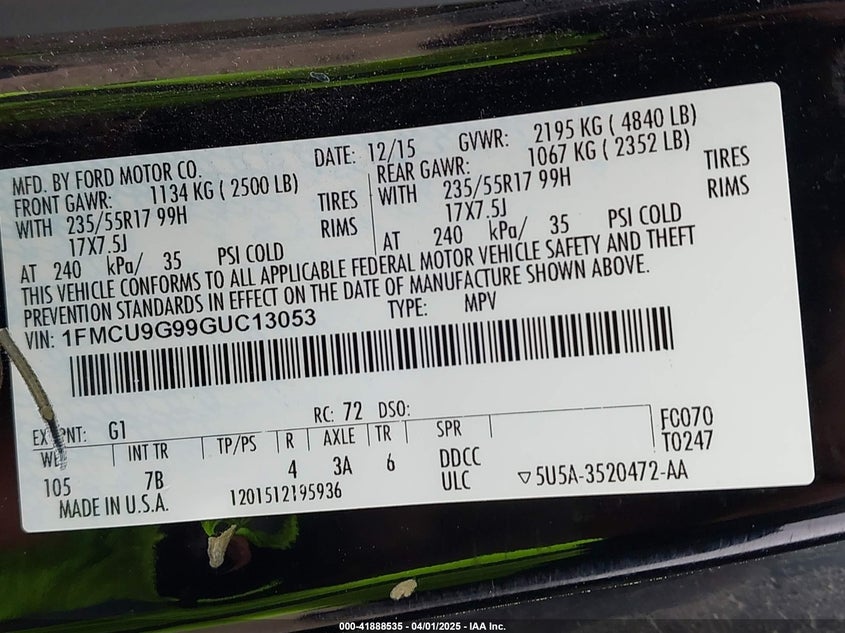 MFD. BY FORD MOTOR CO.
DATE: 12/15 GVWR: 2195 KG ( 4840 LB)
FRONT GAWR: 1134 KG ( 2500 LB)
WITH 235/55R17 99H TIRES
17X7.5J RIMS
AT 240 kPa/ 35 PSI COLD
REAR GAWR: 1067 KG ( 2352 LB)
WITH 235/55R17 99H TIRES
17X7.5J RIMS
AT 240 kPa/ 35 PSI COLD
THIS VEHICLE CONFORMS TO ALL APPLICABLE FEDERAL MOTOR VEHICLE SAFETY AND THEFT
PREVENTION STANDARDS IN EFFECT ON THE DATE OF MANUFACTURE SHOWN ABOVE.
VIN: 1FMCU9G99GUC13053 TYPE: MPV
G1 RC: 72 DSO:
INT TR TP/PS R AXLE TR SPR FC070
105 7B 4 3A 6 DDCC T0247
MADE IN U.S.A. 1201512195936 ULC ▽5U5A-3520472-AA
000-41888535 - 04/01/2025 - IAA Inc.